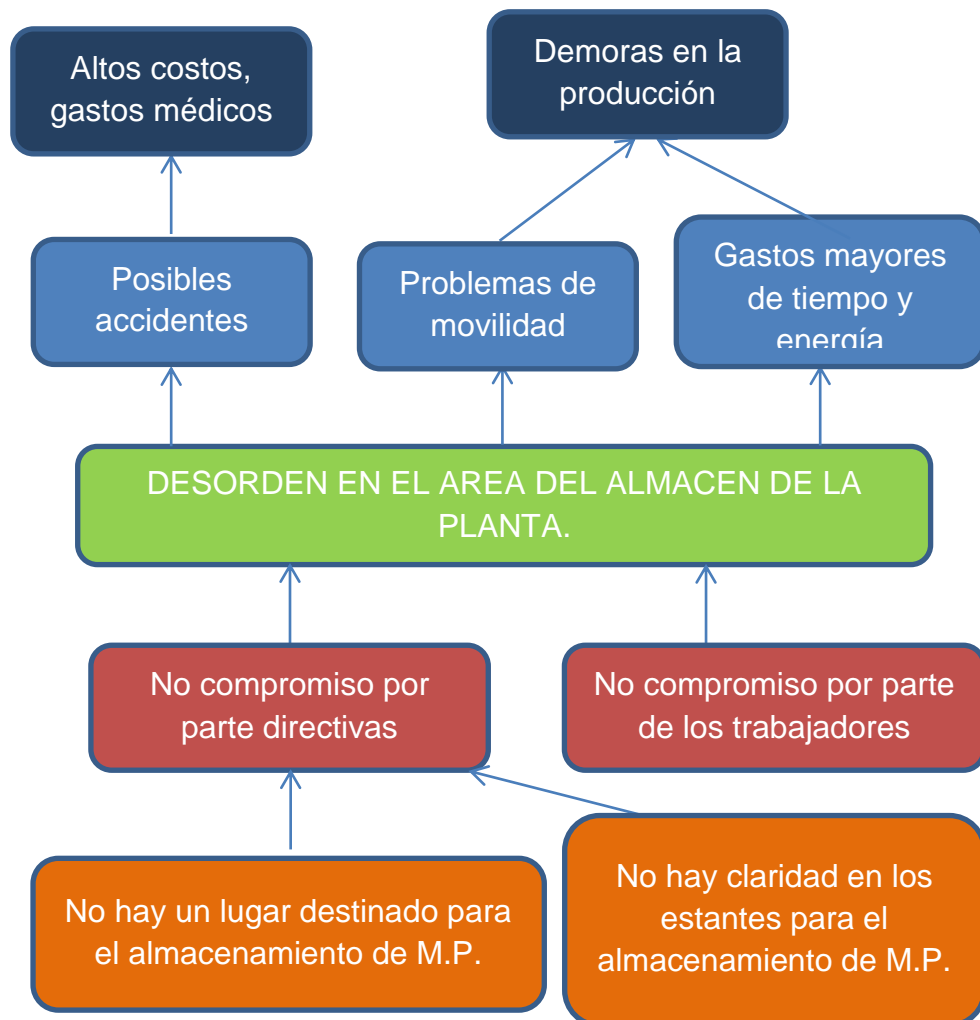 Altos costos,
gastos médicos
Demoras en la
producción
Posibles
accidentes
Problemas de
movilidad
Gastos mayores
de tiempo y
energía
DESORDEN EN EL AREA DEL ALMACEN DE LA
PLANTA.
No compromiso por
parte directivas
No compromiso por parte
de los trabajadores
No hay un lugar destinado para
el almacenamiento de M.P.
No hay claridad en los
estantes para el
almacenamiento de M.P.